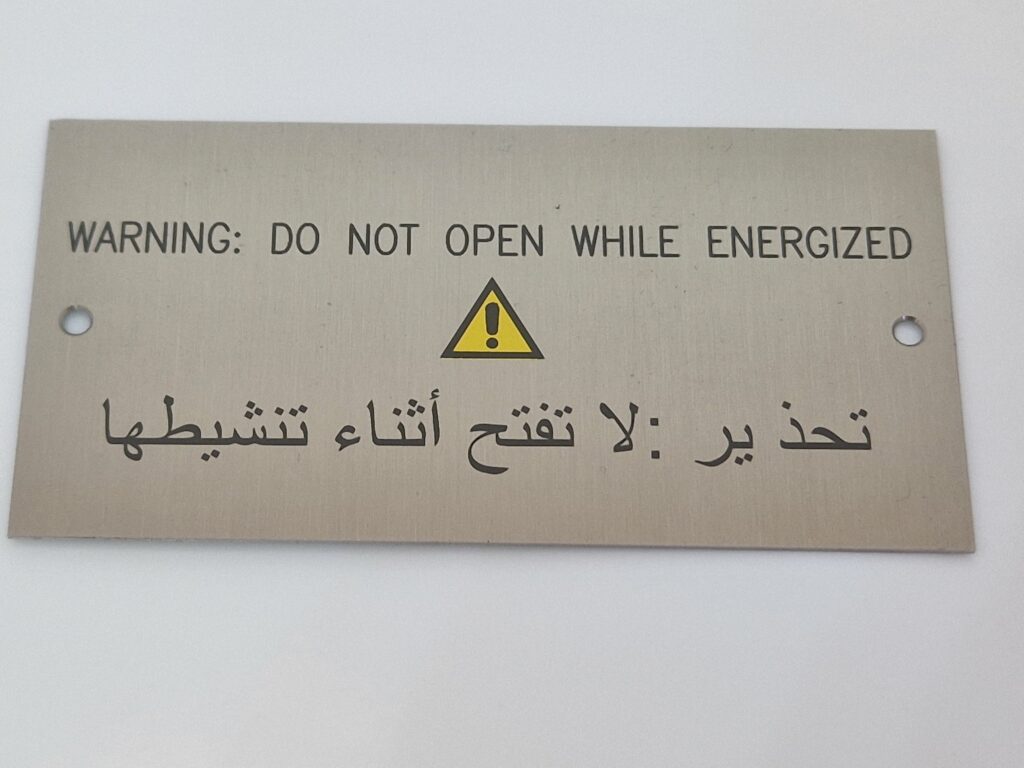 WARNING: DO NOT OPEN WHILE ENERGIZED
تحذ ير :لا تفتح أثناء تنشيطها